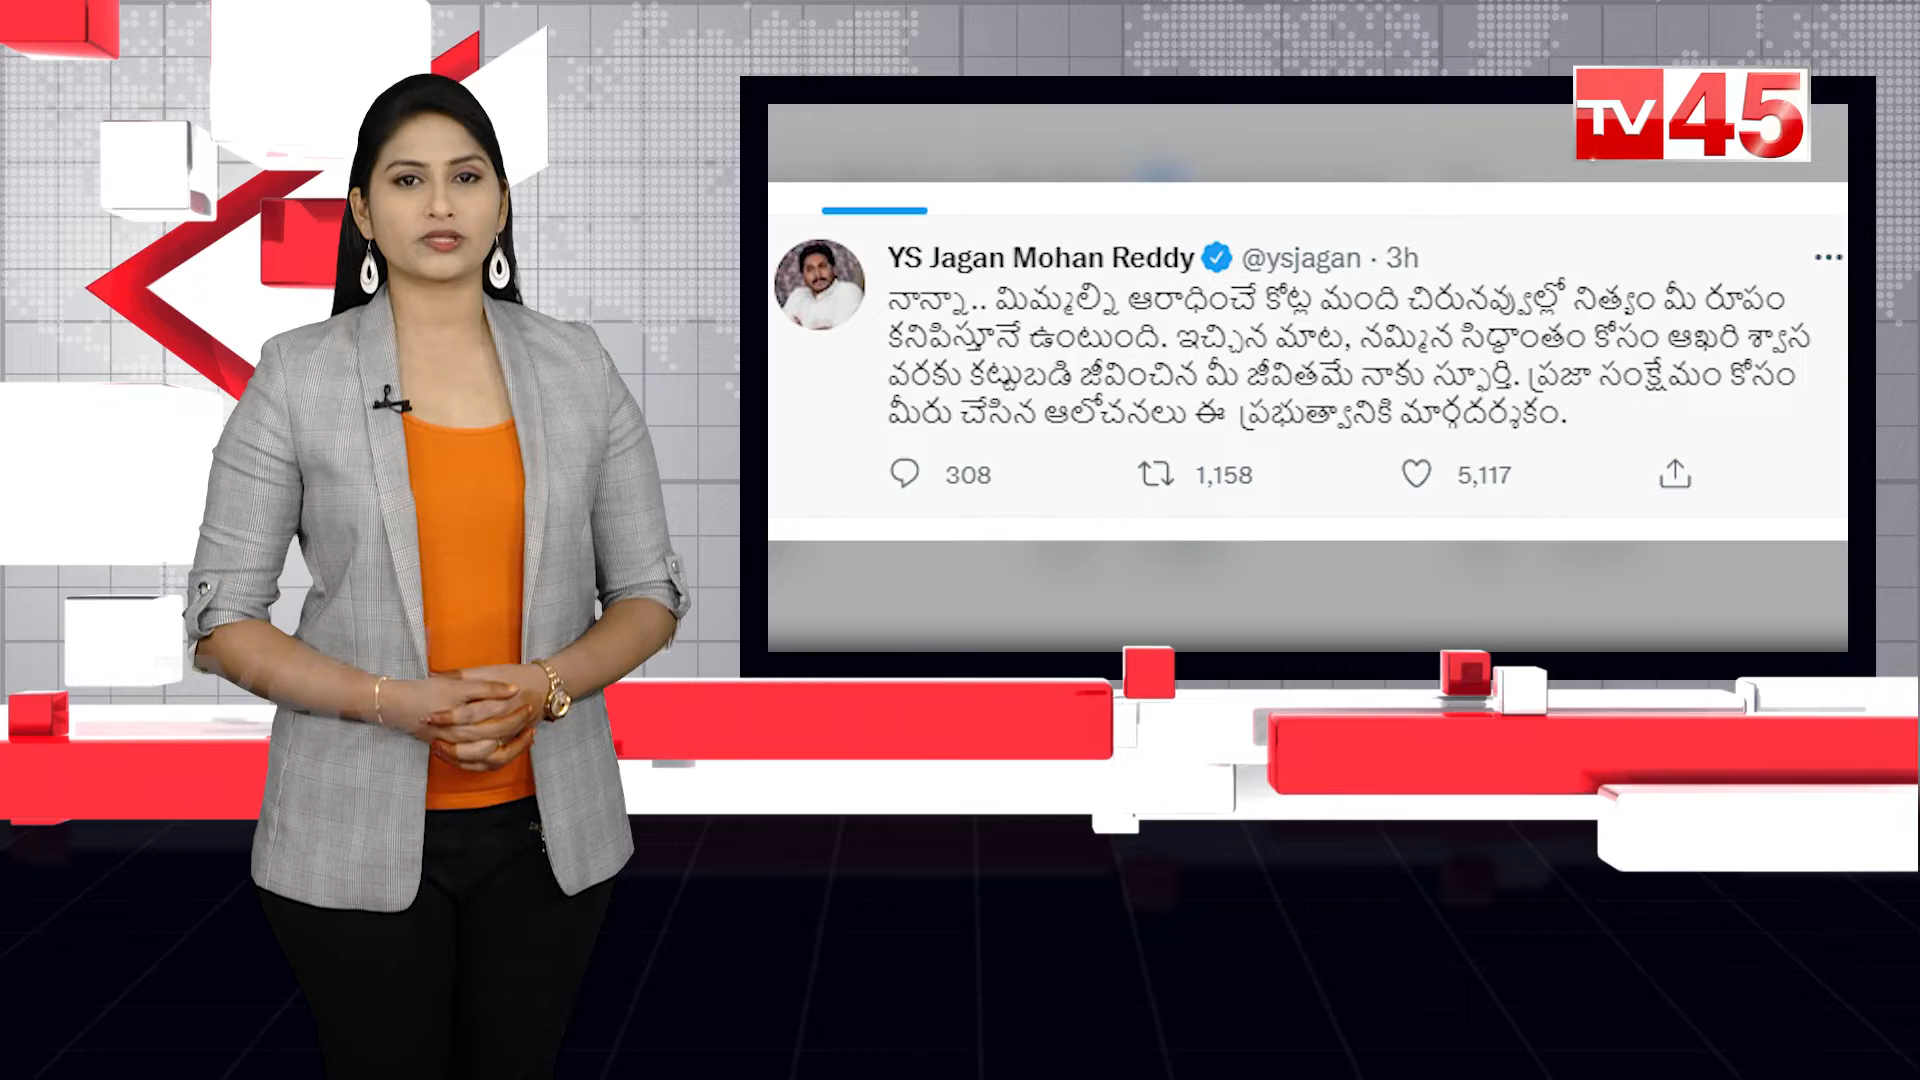 TV45
YS Jagan Mohan Reddy @ysjagan · 3h
నాన్నా.. మిమ్మల్ని ఆరాధించే కోట్ల మంది చిరునవ్వుల్లో నిత్యం మీ రూపం
కనిపిస్తూనే ఉంటుంది. ఇచ్చిన మాట, నమ్మిన సిద్ధాంతం కోసం ఆఖరి శ్వాస
వరకు కట్టుబడి జీవించిన మీ జీవితమే నాకు స్ఫూర్తి. ప్రజా సంక్షేమం కోసం
మీరు చేసిన ఆలోచనలు ఈ ప్రభుత్వానికి మార్గదర్శకం.
308 1,158 5,117